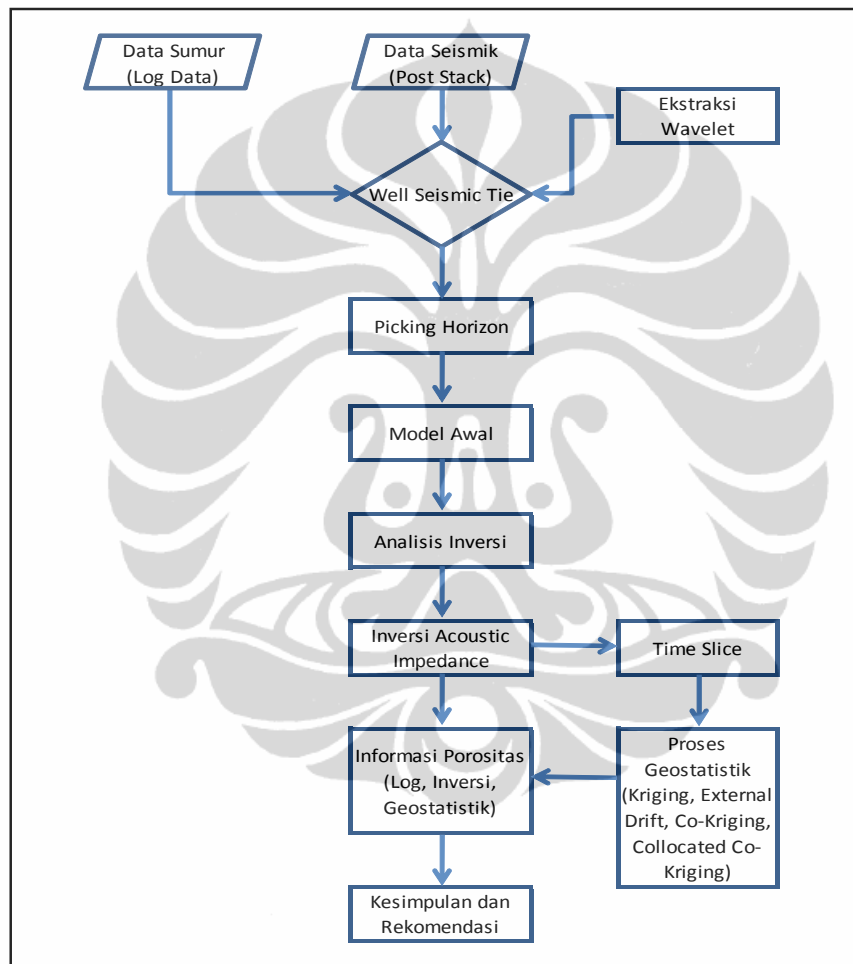 Data Sumur
(Log Data)
Data Seismik
(Post Stack)
Ekstraksi
Wavelet
Well Seismic Tie
Picking Horizon
Model Awal
Analisis Inversi
Inversi Acoustic
Impedance
Time Slice
Informasi Porositas
(Log, Inversi,
Geostatistik)
Proses
Geostatistik
(Kriging, External
Drift, Co-Kriging,
Collocated Co-
Kriging)
Kesimpulan dan
Rekomendasi